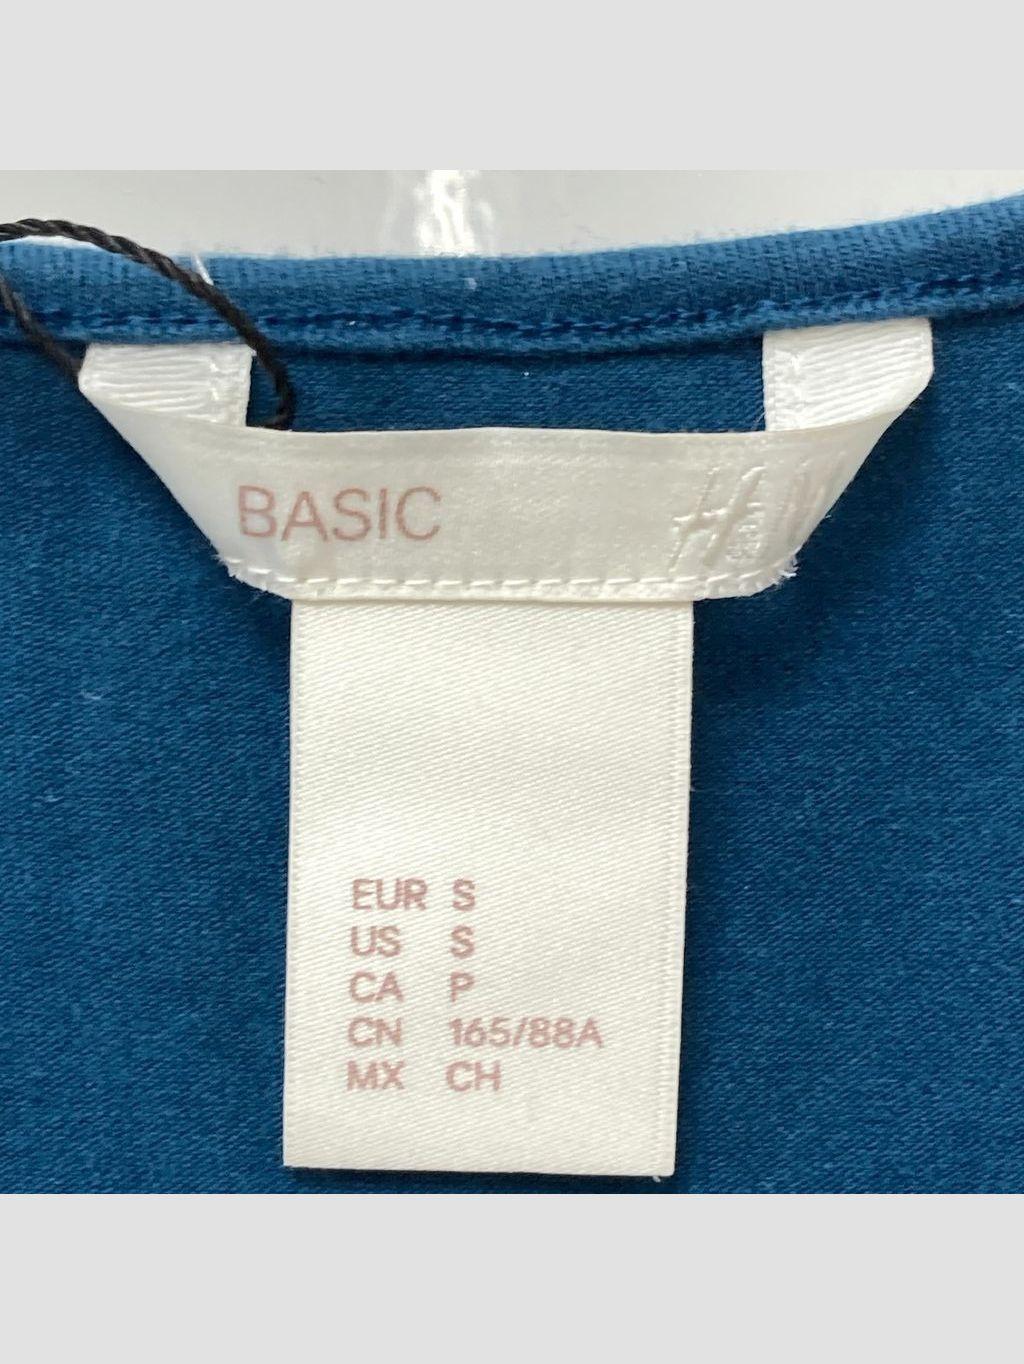 BASIC H&M
EUR S
US S
CA P
CN 165/88A
MX CH